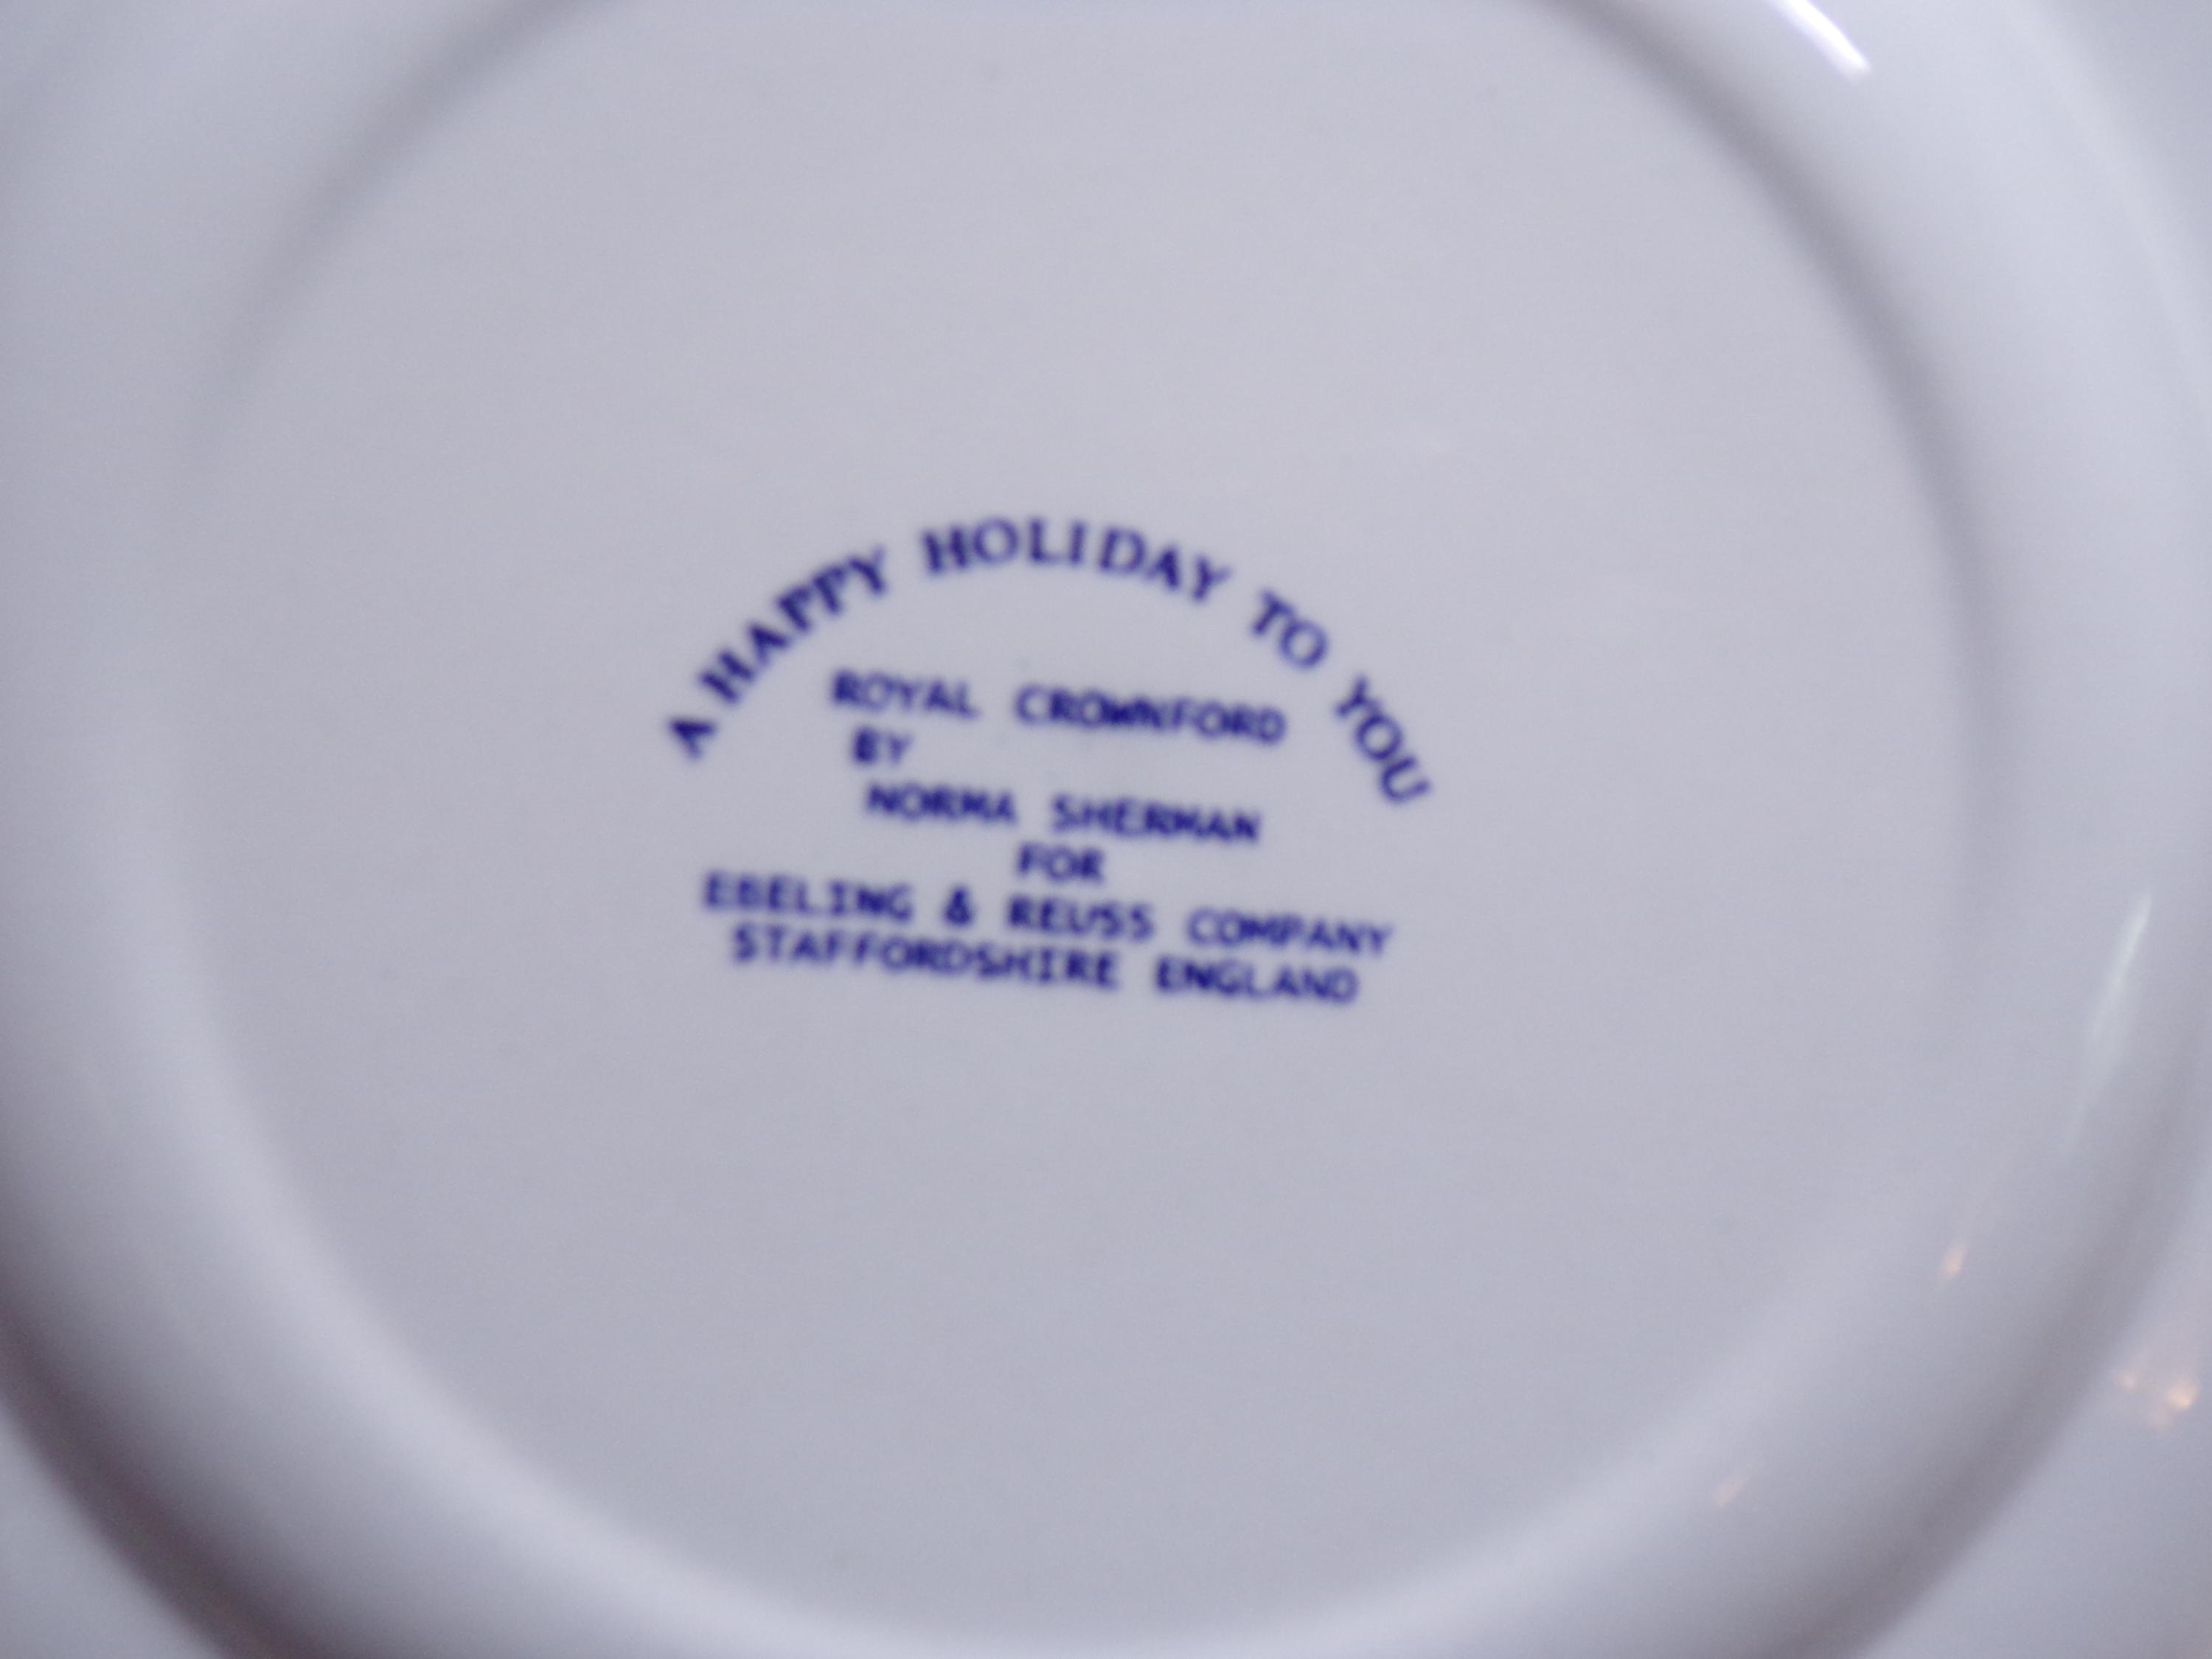 A HAPPY HOLIDAY TO YOU
ROYAL CROWNFORD
BY
NORMA SHERMAN
FOR
EBELING & REUSS COMPANY
STAFFORDSHIRE ENGLAND